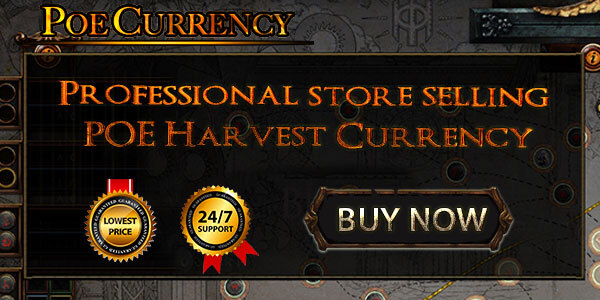 POE CURRENCY
PROFESSIONAL STORE SELLING
POE HARVEST CURRENCY
LOWEST
PRICE
24/7
SUPPORT
BUY NOW